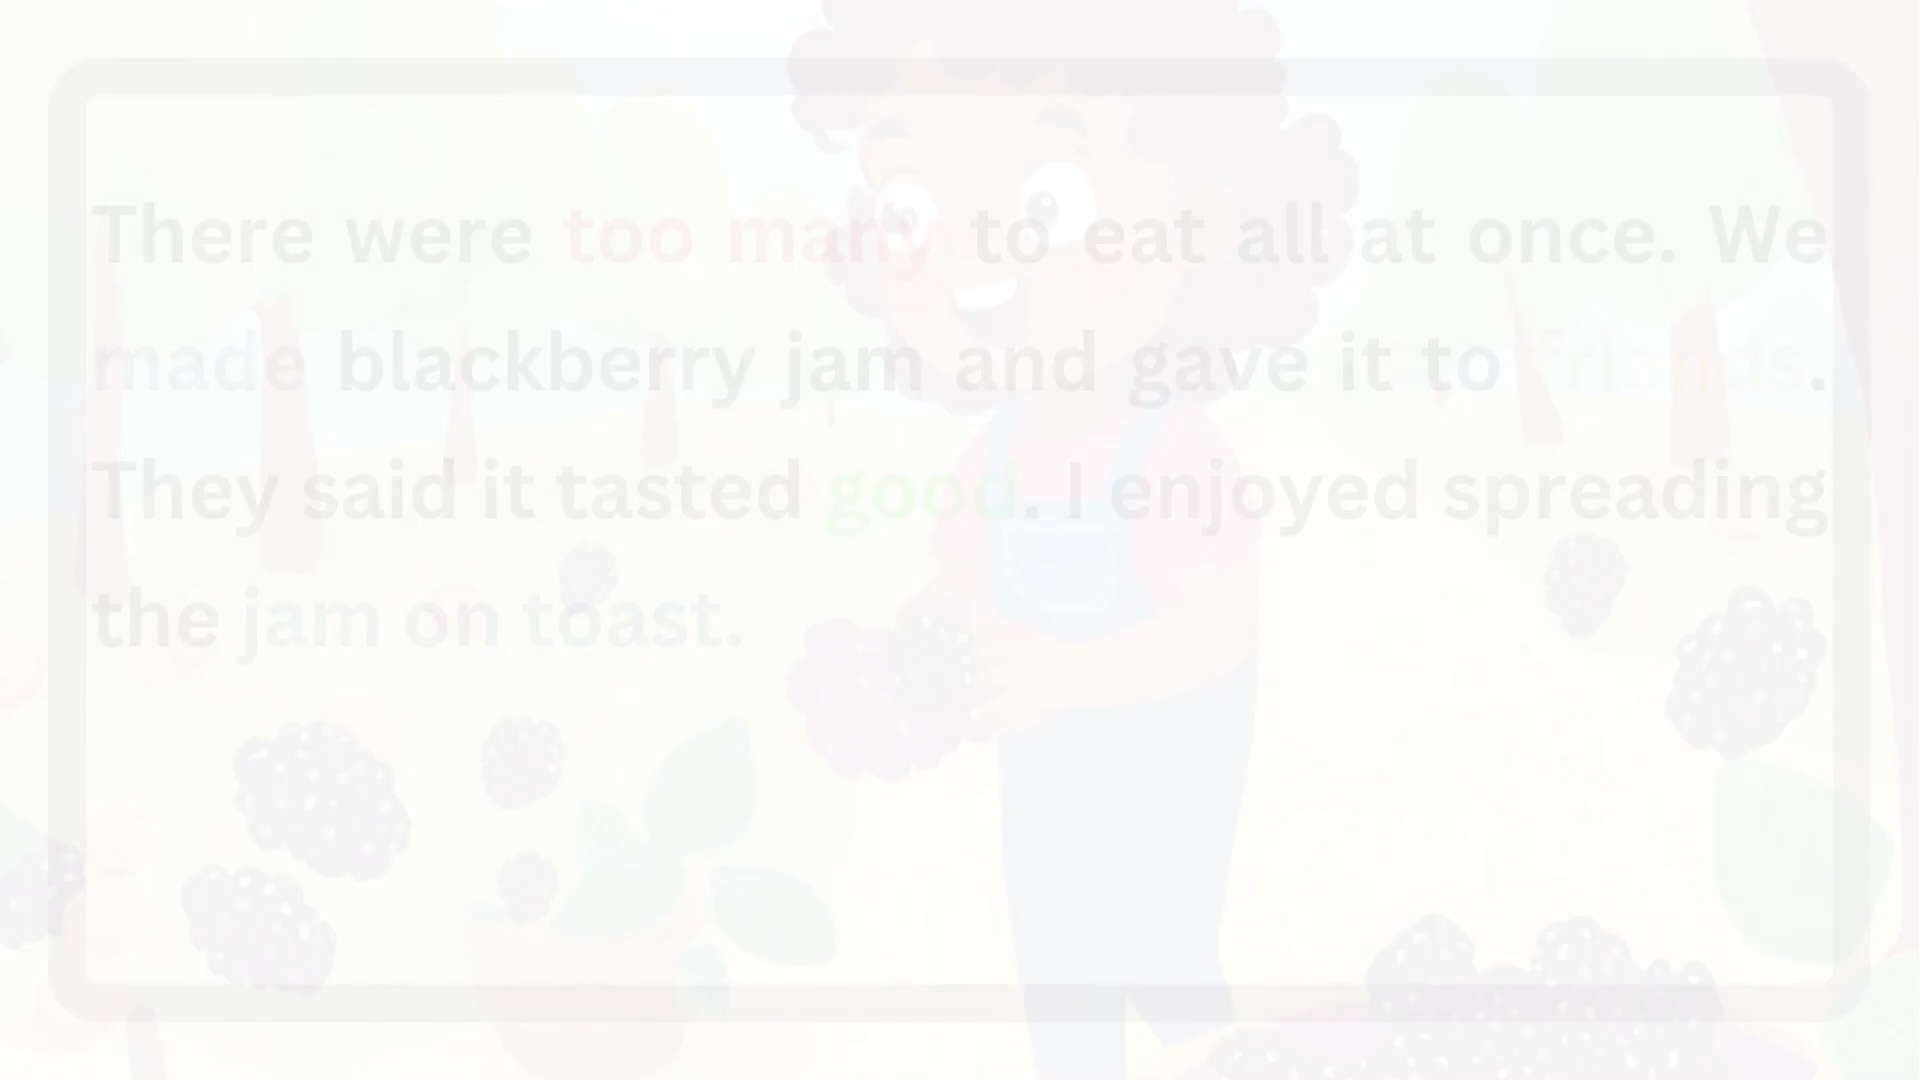 There were too many to eat all at once. We
made blackberry jam and gave it to friends.
They said it tasted good. I enjoyed spreading
the jam on toast.